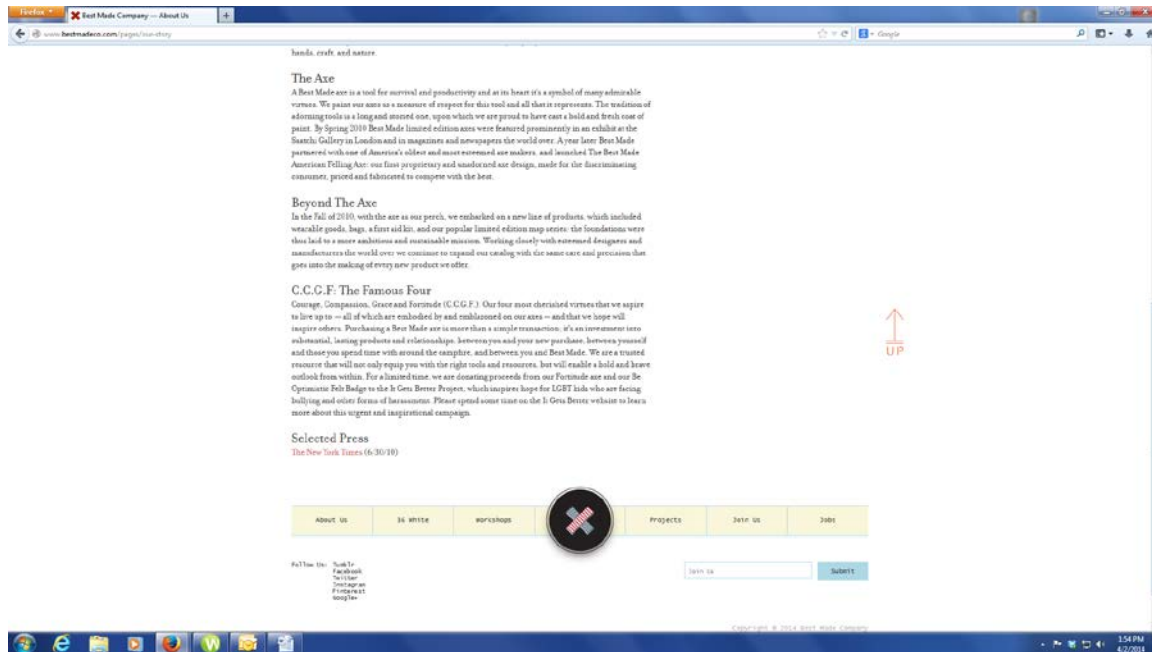 Firefox
Best Made Company — About Us
+
www.bestmadeco.com/pages/our-story
Google
hands, craft, and nature.
The Axe
A Best Made axe is a tool for survival and productivity and at its heart it's a symbol of many admirable
virtues. We paint our axes as a measure of respect for this tool and all that it represents. The tradition of
adorning tools is a long and storied one, upon which we are proud to have cast a bold and fresh coat of
paint. By Spring 2010 Best Made limited edition axes were featured prominently in an exhibit at the
Saatchi Gallery in London and in magazines and newspapers the world over. A year later Best Made
partnered with one of America's oldest and most esteemed axe makers, and launched The Best Made
American Felling Axe: our first proprietary and unadorned axe design, made for the discriminating
consumer, priced and fabricated to compete with the best.
Beyond The Axe
In the Fall of 2010, with the axe as our perch, we embarked on a new line of products, which included
wearable goods, bags, a first aid kit, and our popular limited edition map series: the foundations were
thus laid to a more ambitious and sustainable mission. Working closely with esteemed designers and
manufacturers the world over we continue to expand our catalog with the same care and precision that
goes into the making of every new product we offer.
C.C.G.F: The Famous Four
Courage, Compassion, Grace and Fortitude (C.C.G.F.) Our four most cherished virtues that we aspire
to live up to — all of which are embodied by and emblazoned on our axes — and that we hope will
inspire others. Purchasing a Best Made axe is more than a simple transaction, it's an investment into
substantial, lasting products and relationships: between you and your new purchase, between yourself
and those you spend time with around the campfire, and between you and Best Made. We are a trusted
resource that will not only equip you with the right tools and resources, but will enable a bold and brave
outlook from within. For a limited time, we are donating proceeds from our Fortitude axe and our Be
Optimistic Felt Badge to the It Gets Better Project, which inspires hope for LGBT kids who are facing
bullying and other forms of harassment. Please spend some time on the It Gets Better website to learn
more about this urgent and inspirational campaign.
UP
Selected Press
The New York Times (6/30/10)
About Us
36 White
Workshops
Projects
Join Us
Jobs
Follow Us: Tumblr
Facebook
Twitter
Instagram
Pinterest
Google+
Join Us
Submit
Copyright © 2014 Best Made Company
1:54 PM
4/2/2014